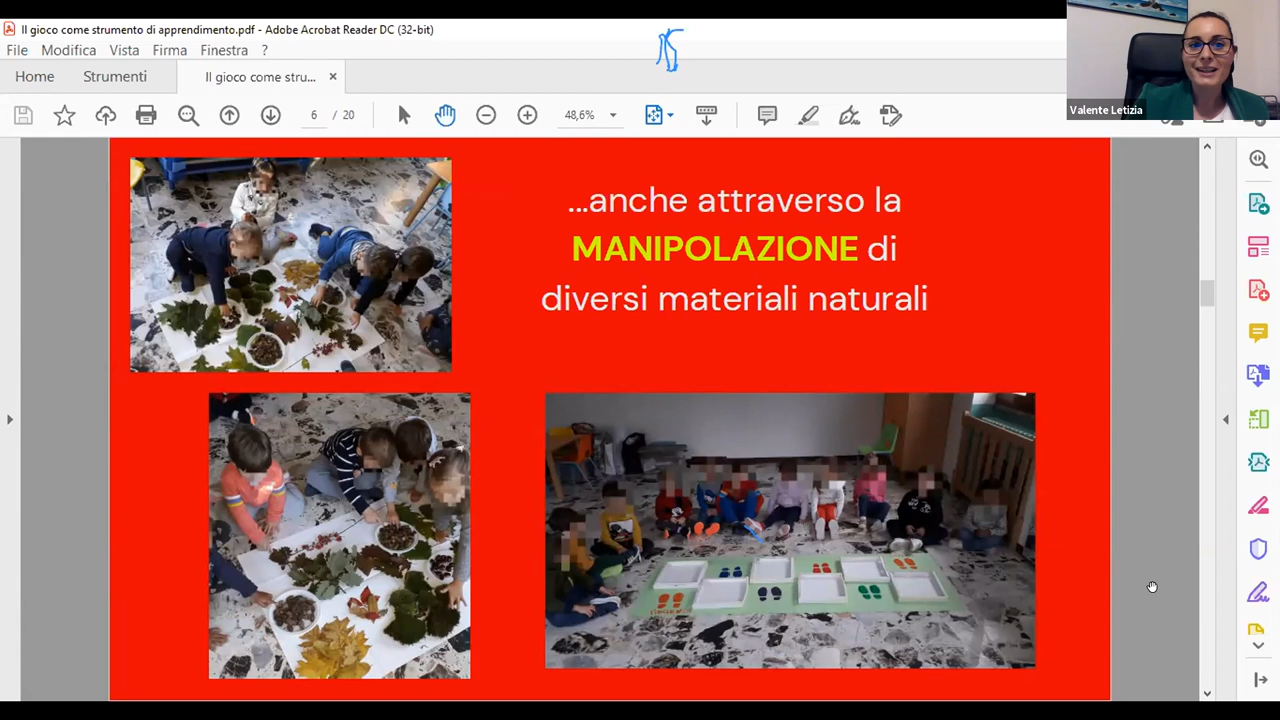 Il gioco come strumento di apprendimento.pdf - Adobe Acrobat Reader DC (32-bit)
File Modifica Vista Firma Finestra ?
Home Strumenti Il gioco come stru... ×
6 / 20 48,6%
Valente Letizia
...anche attraverso la
MANIPOLAZIONE di
diversi materiali naturali